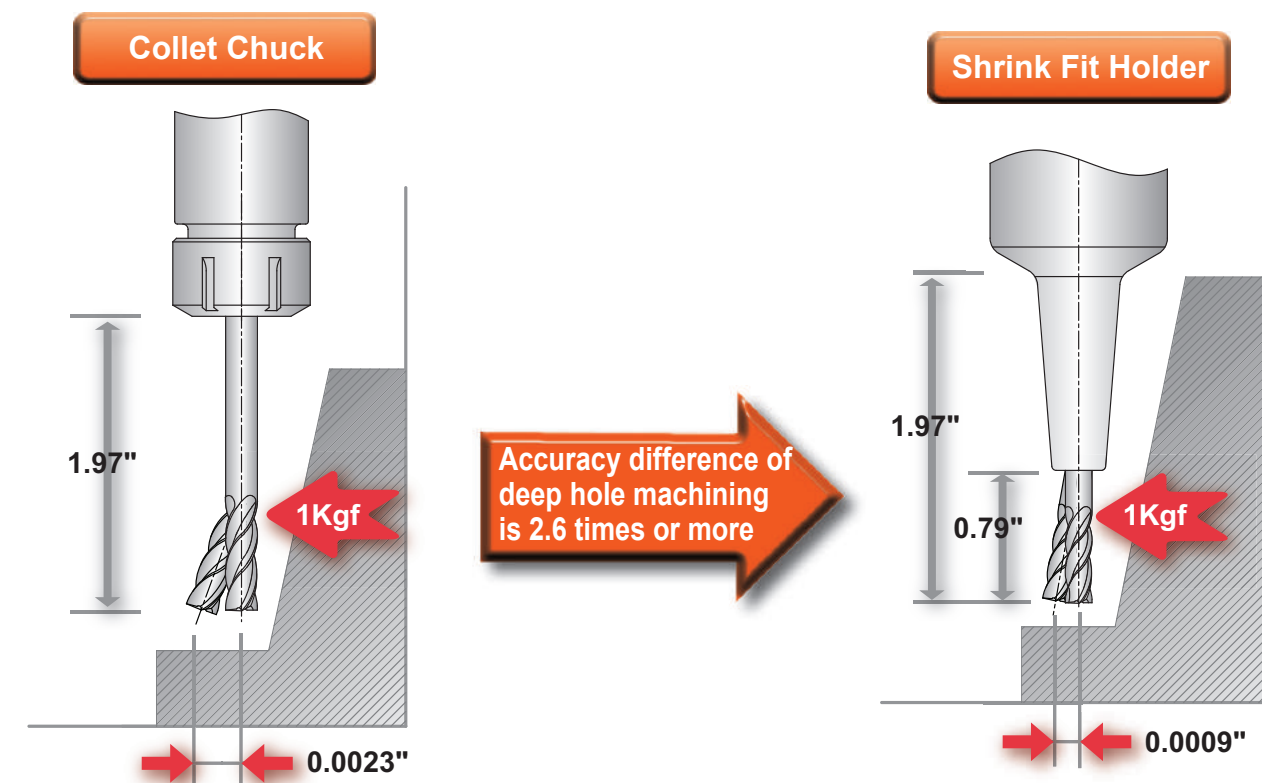 Collet Chuck
Shrink Fit Holder
1.97"
1Kgf
0.0023"
Accuracy difference of
deep hole machining
is 2.6 times or more
1.97"
0.79"
1Kgf
0.0009"